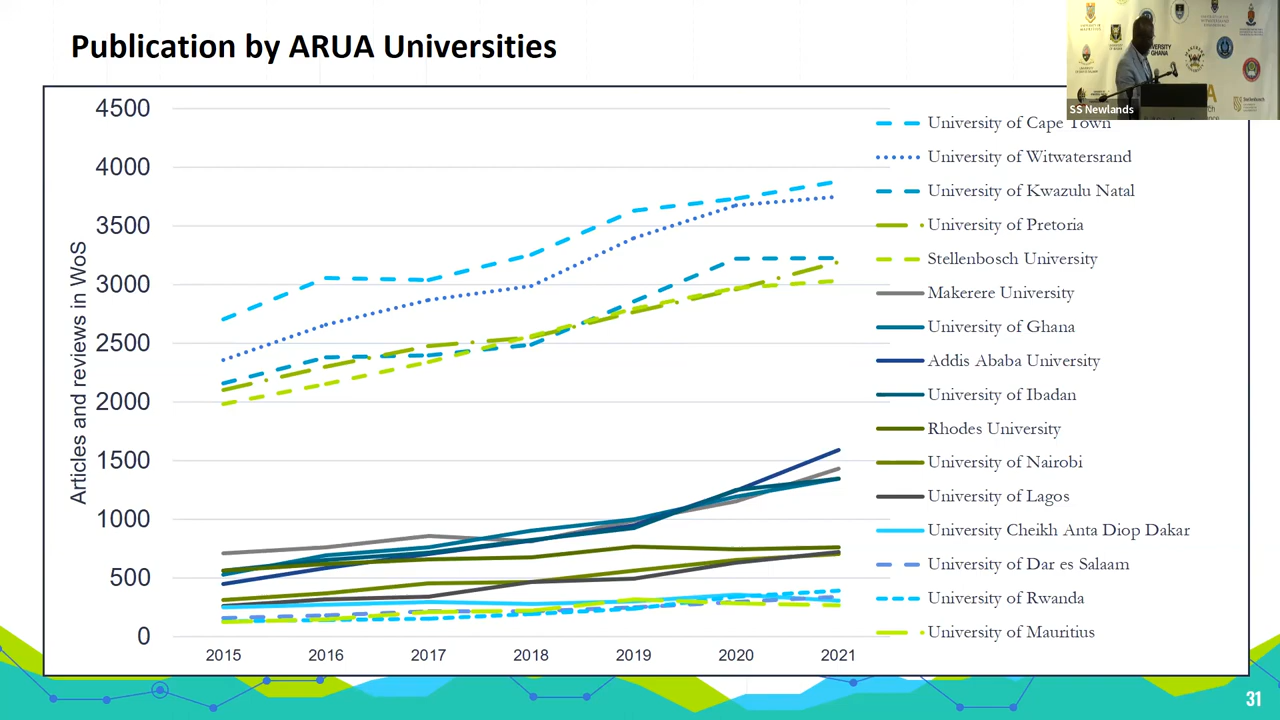 Publication by ARUA Universities
SS Newlands
Articles and reviews in WoS
4500
4000
3500
3000
2500
2000
1500
1000
500
0
2015 2016 2017 2018 2019 2020 2021
University of Cape Town
University of Witwatersrand
University of Kwazulu Natal
University of Pretoria
Stellenbosch University
Makerere University
University of Ghana
Addis Ababa University
University of Ibadan
Rhodes University
University of Nairobi
University of Lagos
University Cheikh Anta Diop Dakar
University of Dar es Salaam
University of Rwanda
University of Mauritius
31